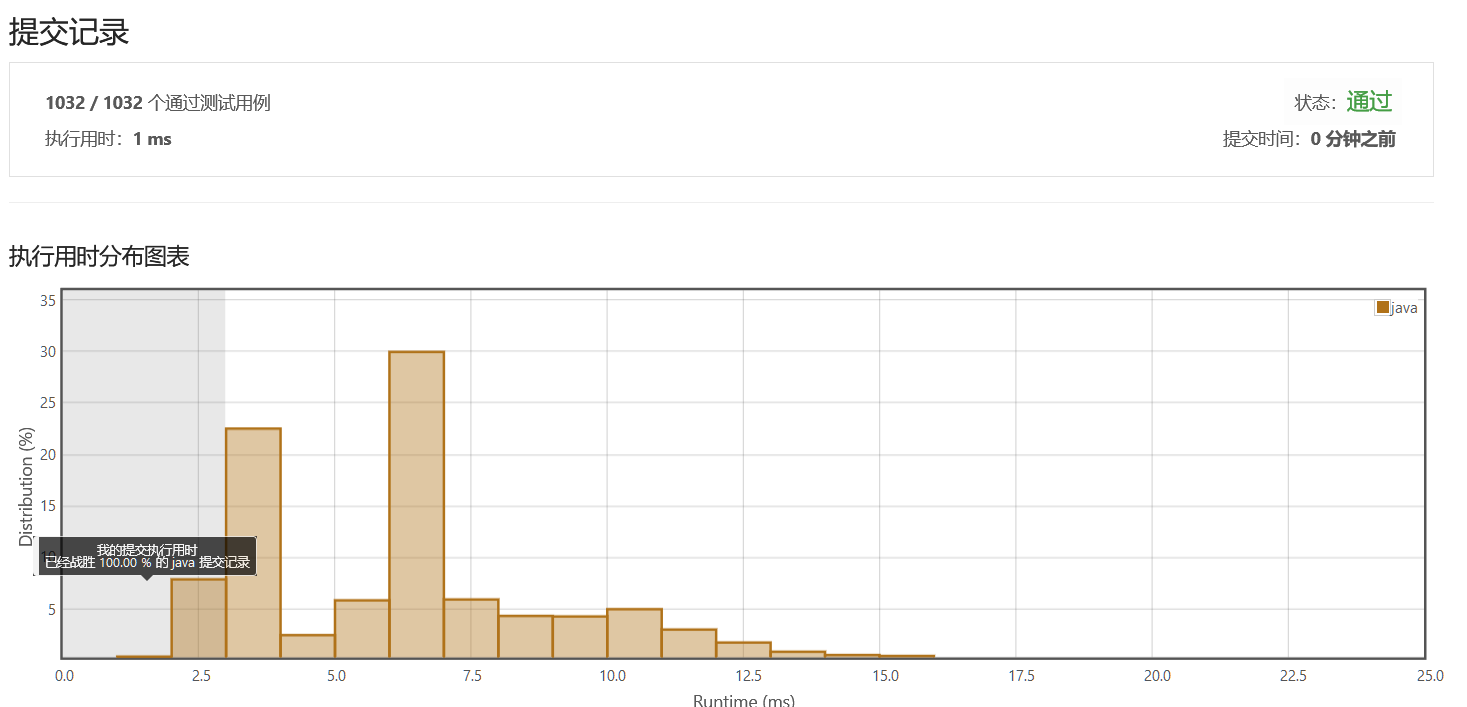 提交记录
1032 / 1032 个通过测试用例
状态：通过
执行用时：1 ms
提交时间：0 分钟之前
执行用时分布图表
35
30
25
20
15
10
5
Distribution (%)
java
我的提交执行用时
已经战胜 100.00 % 的 java 提交记录
0.0 2.5 5.0 7.5 10.0 12.5 15.0 17.5 20.0 22.5 25.0
Runtime (ms)